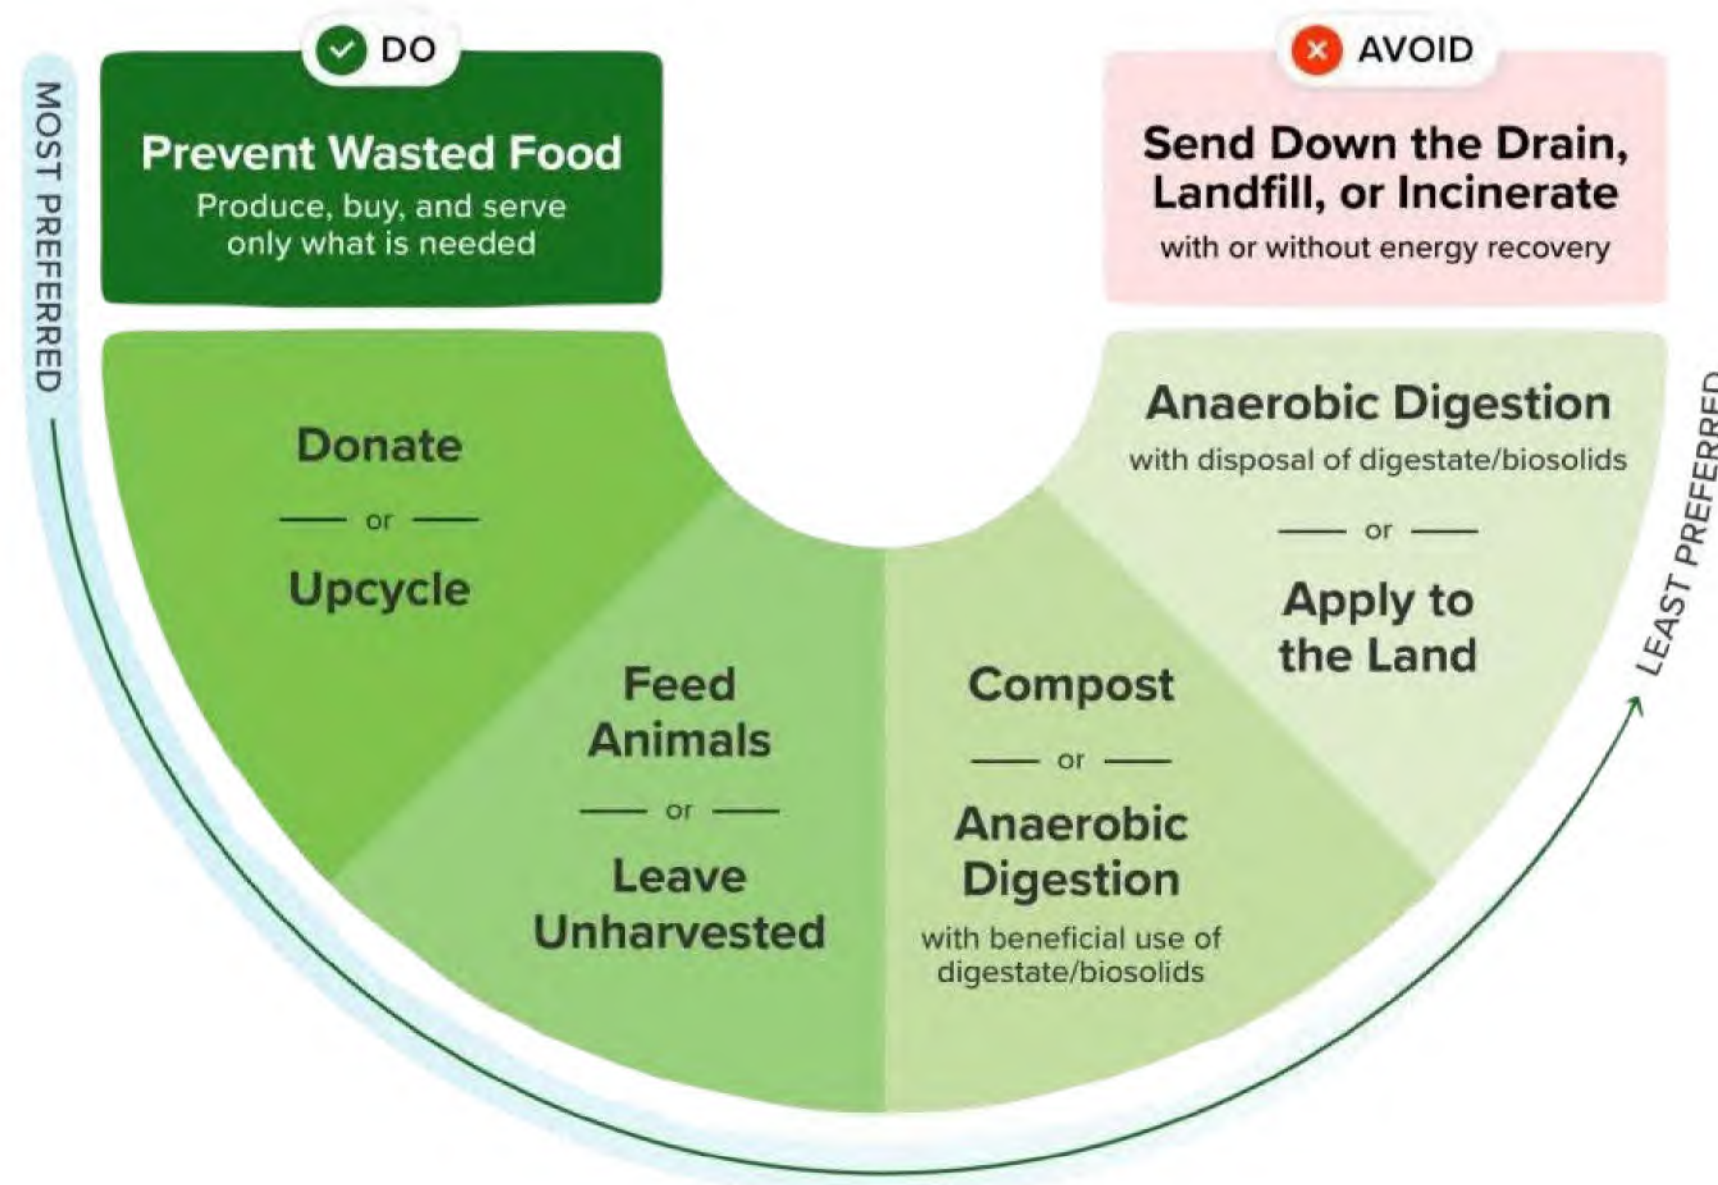 DO
Prevent Wasted Food
Produce, buy, and serve
only what is needed
MOST PREFERRED
Donate
or
Upcycle
Feed
Animals
or
Leave
Unharvested
Compost
or
Anaerobic
Digestion
with beneficial use of
digestate/biosolids
Anaerobic Digestion
with disposal of digestate/biosolids
or
Apply to
the Land
LEAST PREFERRED
AVOID
Send Down the Drain,
Landfill, or Incinerate
with or without energy recovery